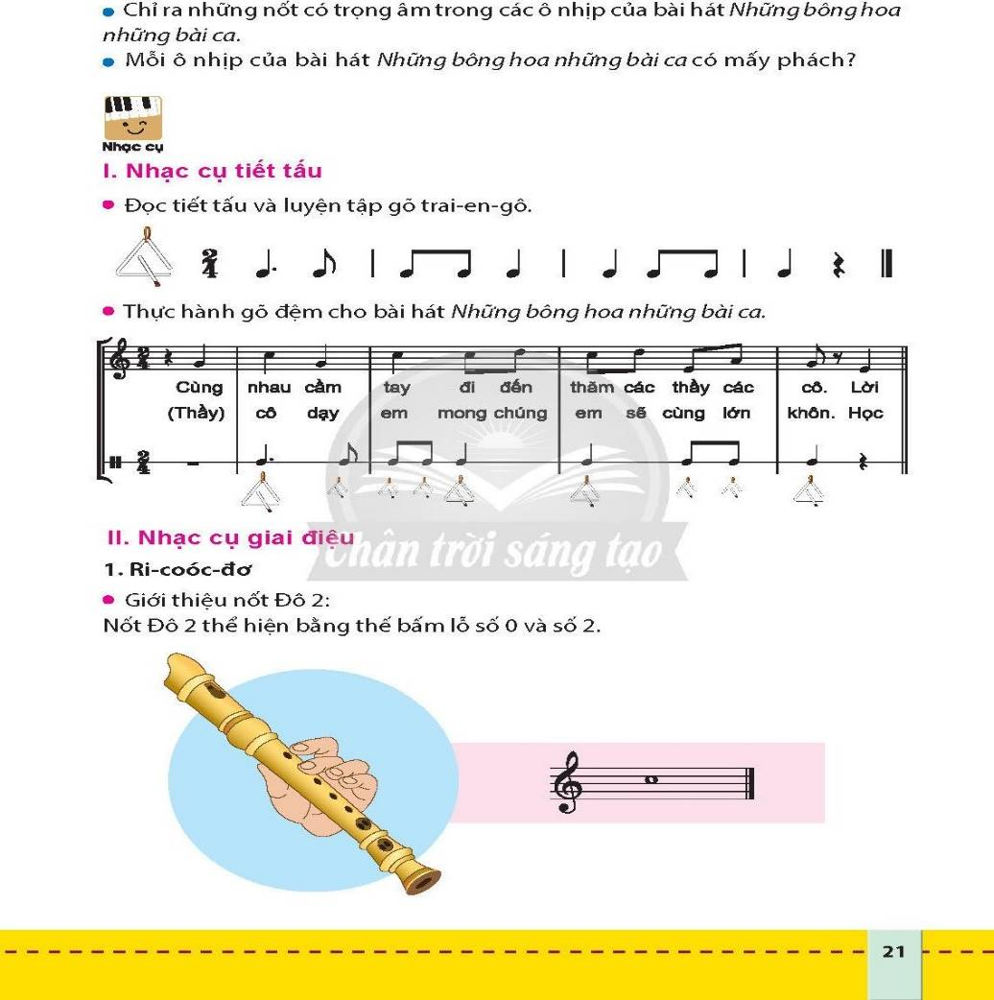 • Chỉ ra những nốt có trọng âm trong các ô nhịp của bài hát Những bông hoa
những bài ca.
• Mỗi ô nhịp của bài hát Những bông hoa những bài ca có mấy phách?
Nhạc cụ
I. Nhạc cụ tiết tấu
• Đọc tiết tấu và luyện tập gõ trai-en-gô.
2
4
• Thực hành gõ đệm cho bài hát Những bông hoa những bài ca.
2
4
Cùng nhau cầm tay đi đến thăm các thầy các cô. Lời
(Thầy) cô dạy em mong chúng em sẽ cùng lớn khôn. Học
2
4
Chân trời sáng tạo
II. Nhạc cụ giai điệu
1. Ri-coóc-đơ
• Giới thiệu nốt Đô 2:
Nốt Đô 2 thể hiện bằng thế bấm lỗ số 0 và số 2.
21